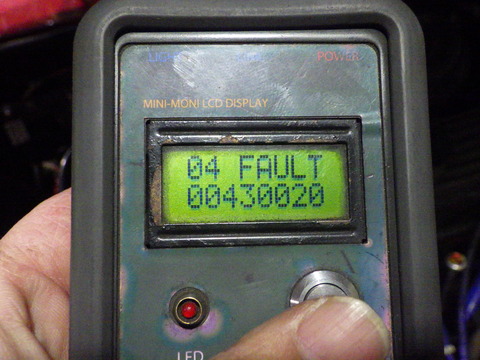 POWER
MINI-MONI LCD DISPLAY
04 FAULT
00430020
LED